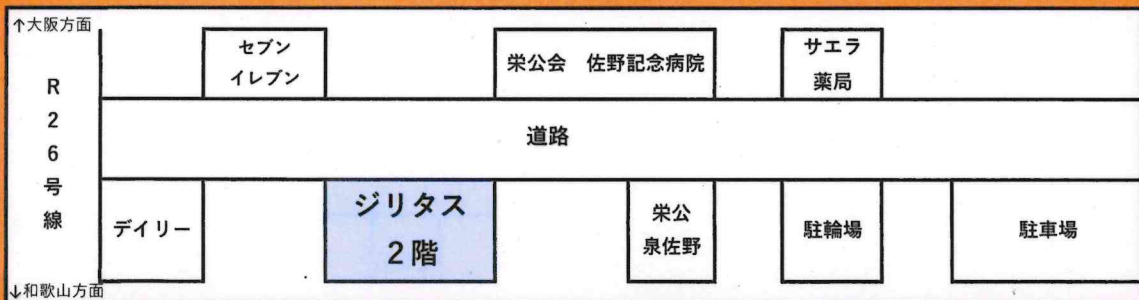 ↑大阪方面
R26号線
↓和歌山方面
セブン
イレブン
栄公会　佐野記念病院
サエラ
薬局
道路
デイリー
ジリタス
２階
栄公
泉佐野
駐輪場
駐車場